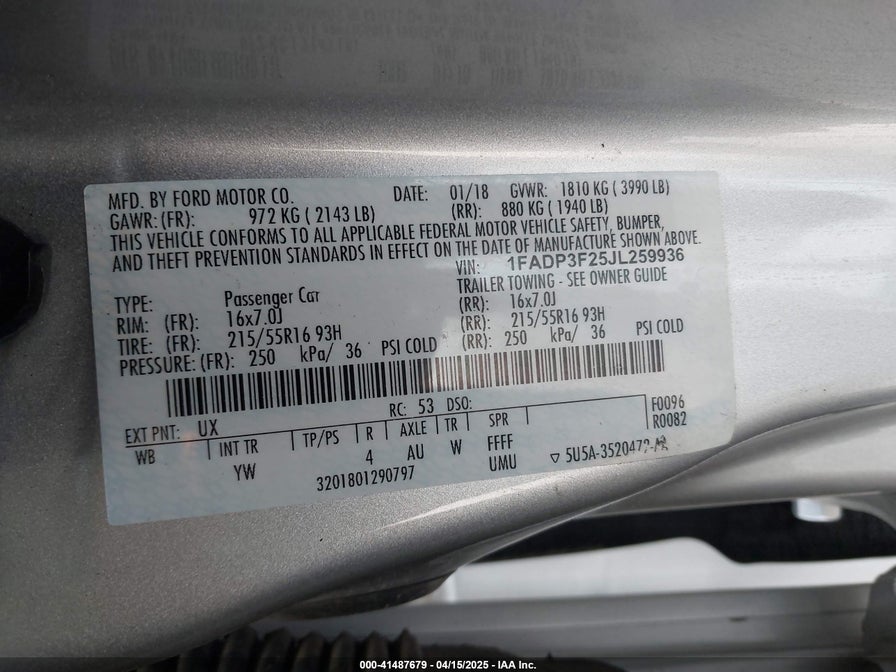 MFD. BY FORD MOTOR CO. DATE: 01/18 GVWR: 1810 KG ( 3990 LB)
GAWR: (FR): 972 KG ( 2143 LB) (RR): 880 KG ( 1940 LB)
THIS VEHICLE CONFORMS TO ALL APPLICABLE FEDERAL MOTOR VEHICLE SAFETY, BUMPER,
AND THEFT PREVENTION STANDARDS IN EFFECT ON THE DATE OF MANUFACTURE SHOWN ABOVE.
VIN: 1FADP3F25JL259936
TYPE: Passenger Car TRAILER TOWING - SEE OWNER GUIDE
RIM: (FR): 16x7.0J (RR): 16x7.0J
TIRE: (FR): 215/55R16 93H (RR): 215/55R16 93H
PRESSURE: (FR): 250 kPa/ 36 PSI COLD (RR): 250 kPa/ 36 PSI COLD
RC: 53 DSO: F0096
EXT PNT: UX R0082
WB INT TR TP/PS R AXLE TR SPR
YW 4 AU W FFFF
UMU
3201801290797 ▽ 5U5A-3520472-
000-41487679 - 04/15/2025 - IAA Inc.